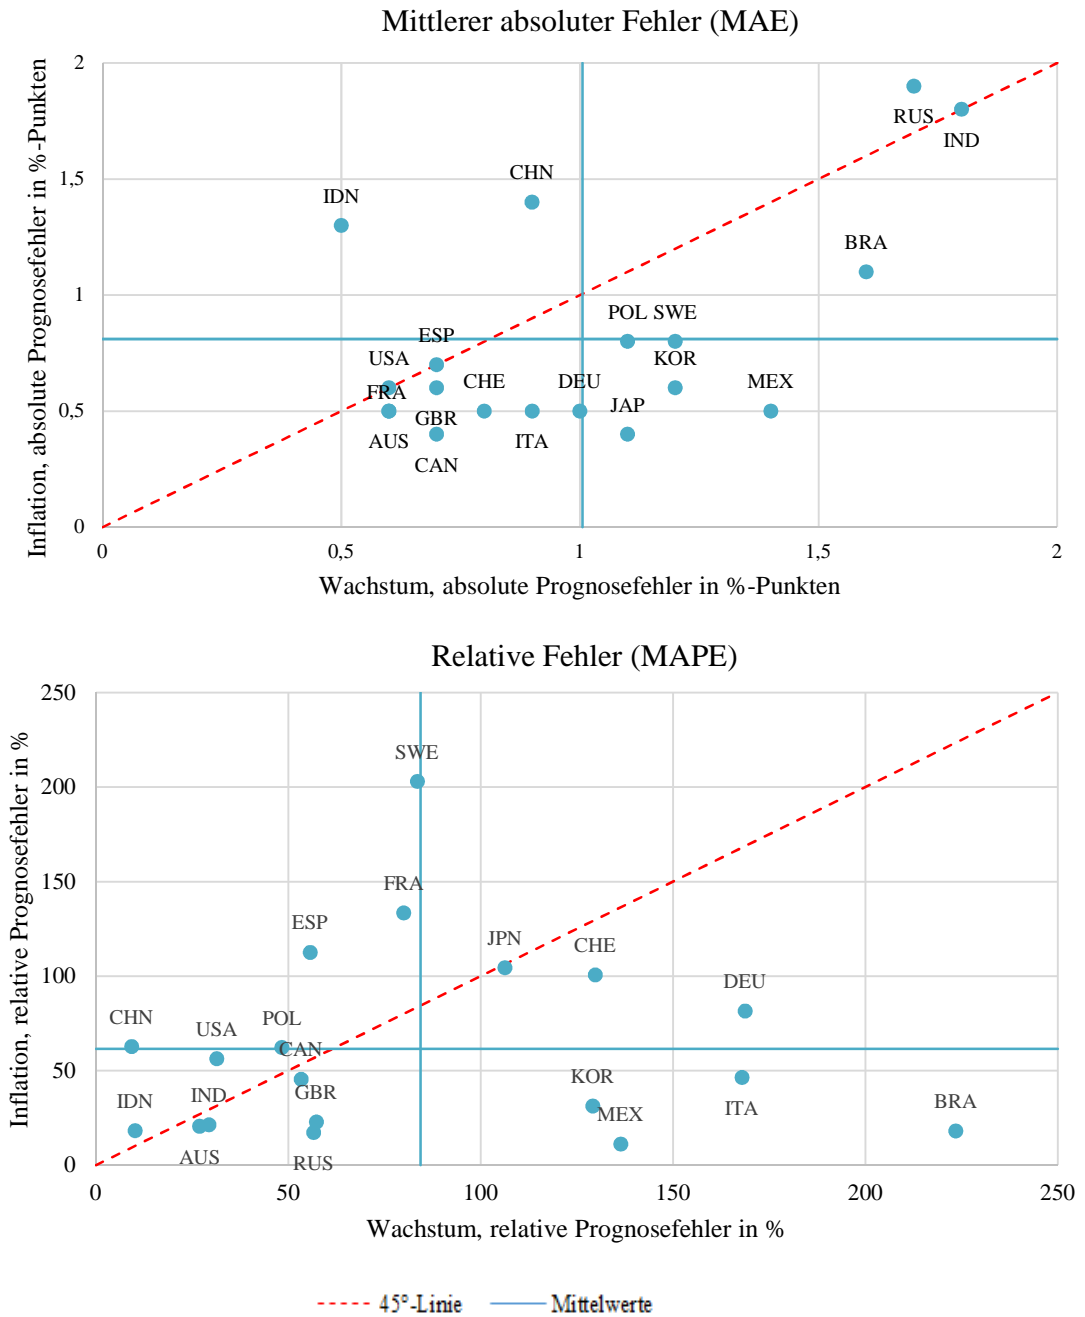 Mittlerer absoluter Fehler (MAE)
Inflation, absolute Prognosefehler in %-Punkten
2
1,5
1
0,5
0
RUS
IND
CHN
IDN
BRA
POL SWE
ESP
USA
KOR
FRA
CHE
DEU
MEX
JAP
GBR
AUS
ITA
CAN
0
0,5
1
1,5
2
Wachstum, absolute Prognosefehler in %-Punkten
Relative Fehler (MAPE)
Inflation, relative Prognosefehler in %
250
200
150
100
50
0
SWE
FRA
ESP
JPN
CHE
DEU
CHN
USA
POL
CAN
KOR
IDN
IND
GBR
MEX
ITA
BRA
AUS
RUS
0
50
100
150
200
250
Wachstum, relative Prognosefehler in %
45°-Linie
Mittelwerte